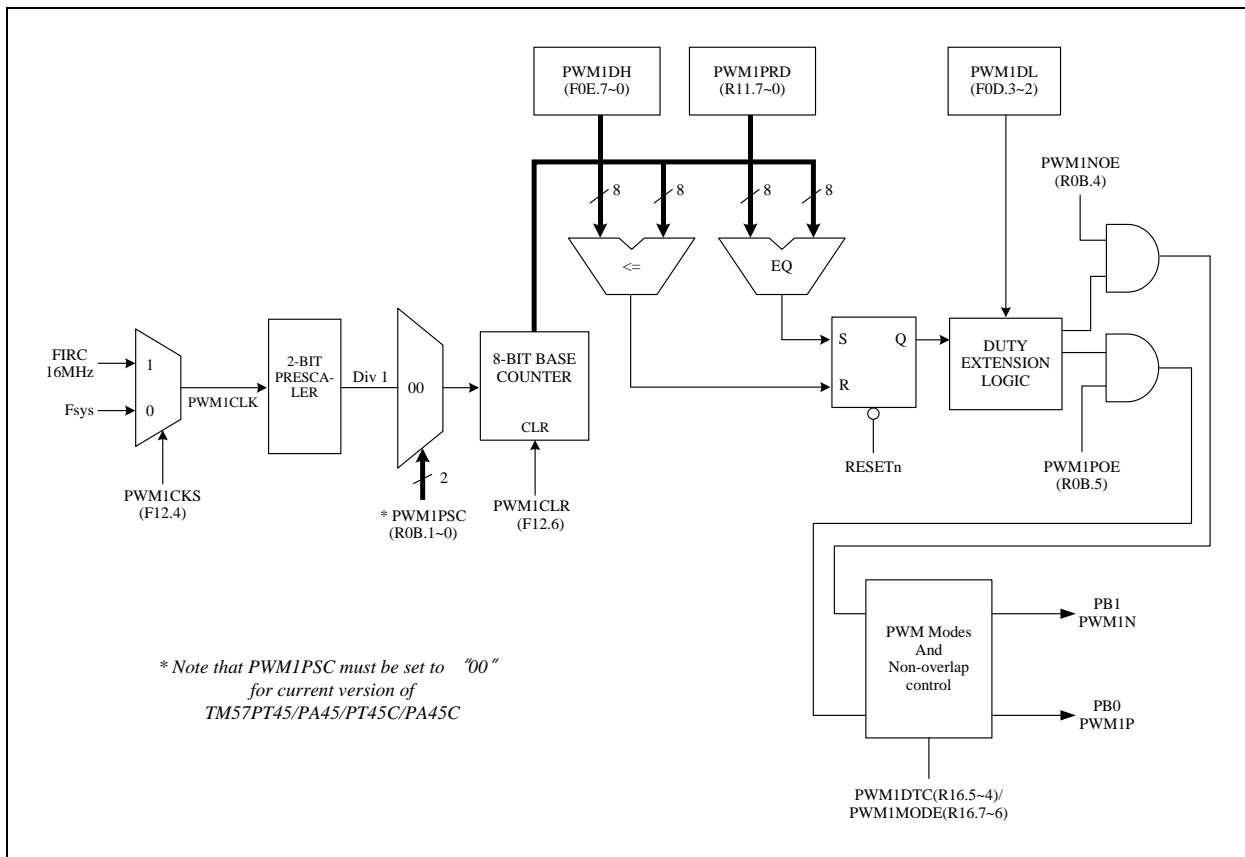 PWM1DH
(F0E.7~0)
PWM1PRD
(R11.7~0)
PWM1DL
(F0D.3~2)
PWM1NOE
(R0B.4)
8
8
8
8
<=
EQ
FIRC
16MHz
Fsys
1
0
PWM1CLK
2-BIT
PRESCA-
LER
Div 1
00
8-BIT BASE
COUNTER
CLR
S
Q
R
DUTY
EXTENSION
LOGIC
RESETn
PWM1POE
(R0B.5)
PWM1CKS
(F12.4)
2
* PWM1PSC
(R0B.1~0)
PWM1CLR
(F12.6)
PWM Modes
And
Non-overlap
control
PB1
PWM1N
PB0
PWM1P
PWM1DTC(R16.5~4)/
PWM1MODE(R16.7~6)
* Note that PWM1PSC must be set to "00"
for current version of
TM57PT45/PA45/PT45C/PA45C